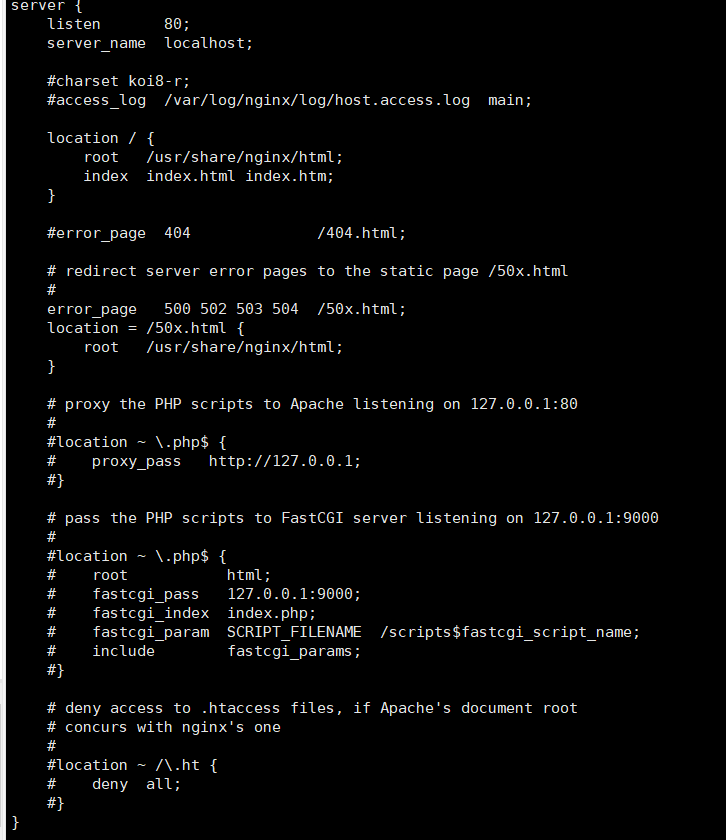 server {
    listen       80;
    server_name  localhost;

    #charset koi8-r;
    #access_log  /var/log/nginx/log/host.access.log  main;

    location / {
        root   /usr/share/nginx/html;
        index  index.html index.htm;
    }

    #error_page  404              /404.html;

    # redirect server error pages to the static page /50x.html
    #
    error_page   500 502 503 504  /50x.html;
    location = /50x.html {
        root   /usr/share/nginx/html;
    }

    # proxy the PHP scripts to Apache listening on 127.0.0.1:80
    #
    #location ~ \.php$ {
    #    proxy_pass   http://127.0.0.1;
    #}

    # pass the PHP scripts to FastCGI server listening on 127.0.0.1:9000
    #
    #location ~ \.php$ {
    #    root           html;
    #    fastcgi_pass   127.0.0.1:9000;
    #    fastcgi_index  index.php;
    #    fastcgi_param  SCRIPT_FILENAME  /scripts$fastcgi_script_name;
    #    include        fastcgi_params;
    #}

    # deny access to .htaccess files, if Apache's document root
    # concurs with nginx's one
    #
    #location ~ /\.ht {
    #    deny  all;
    #}
}